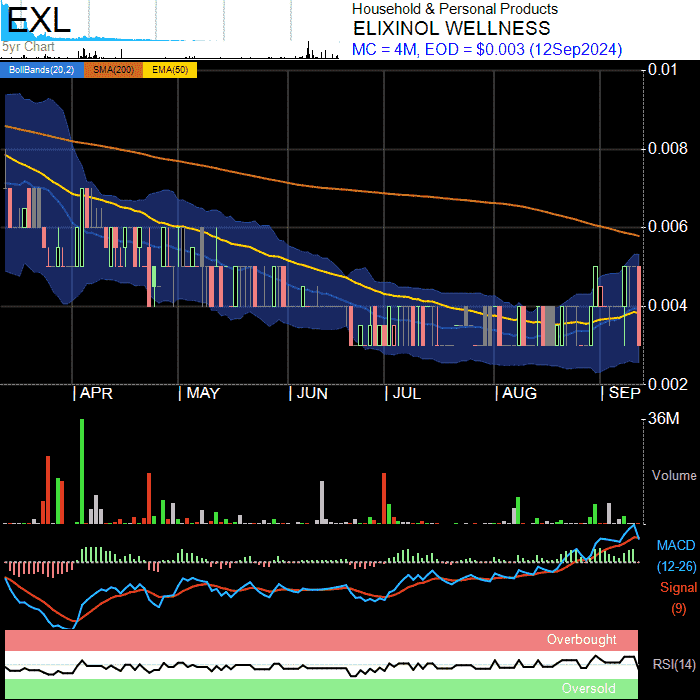 EXL
5yr Chart
Household & Personal Products
ELIXINOL WELLNESS
MC = 4M, EOD = $0.003 (12Sep2024)
BollBands(20,2) SMA(200) EMA(50)
0.01
0.008
0.006
0.004
0.002
APR MAY JUN JUL AUG SEP
36M
Volume
MACD
(12-26)
Signal
(9)
Overbought
RSI(14)
Oversold